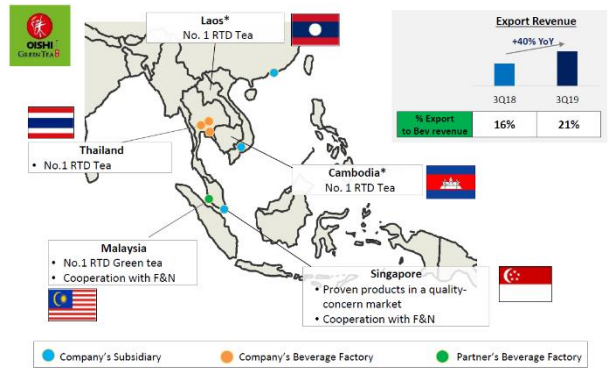 OISHI
GREEN TEA
Laos*
No. 1 RTD Tea
Export Revenue
+40% YoY
3Q18 3Q19
% Export
to Bev revenue
16% 21%
Thailand
• No.1 RTD Tea
Cambodia*
No. 1 RTD Tea
Malaysia
• No.1 RTD Green tea
• Cooperation with F&N
Singapore
• Proven products in a quality-
concern market
• Cooperation with F&N
Company's Subsidiary
Company's Beverage Factory
Partner's Beverage Factory